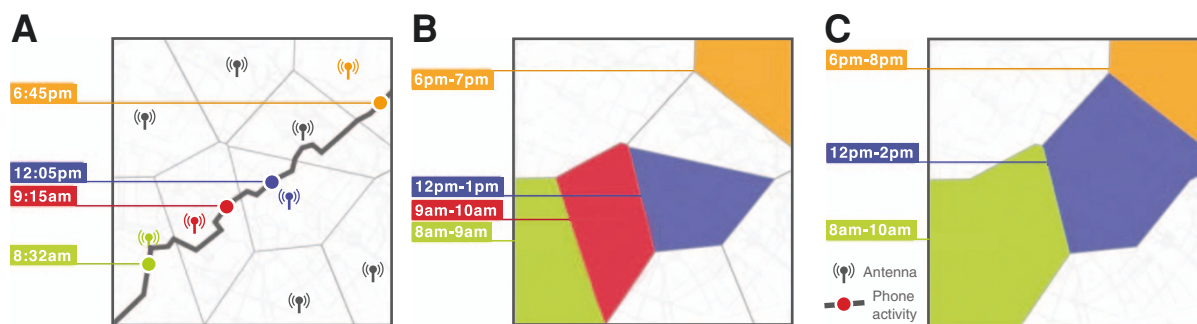 A
6:45pm
12:05pm
9:15am
8:32am
B
6pm-7pm
12pm-1pm
9am-10am
8am-9am
C
6pm-8pm
12pm-2pm
8am-10am
Antenna
Phone
activity